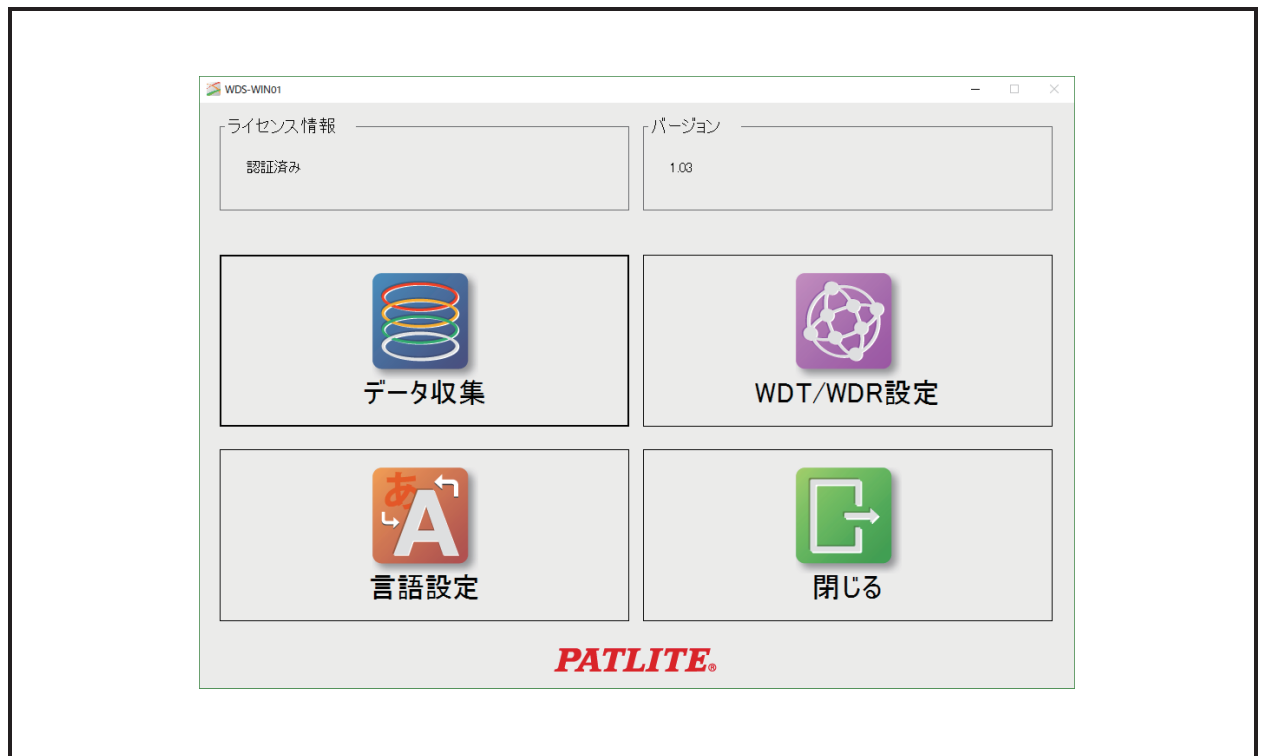 WDS-WIN01
ライセンス情報
認証済み
バージョン
1.03
データ収集
WDT/WDR設定
あ
A
言語設定
閉じる
PATLITE®